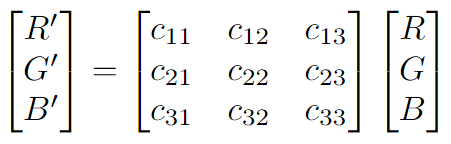 [R′] = [c₁₁ c₁₂ c₁₃] [R]
[G′] = [c₂₁ c₂₂ c₂₃] [G]
[B′] = [c₃₁ c₃₂ c₃₃] [B]